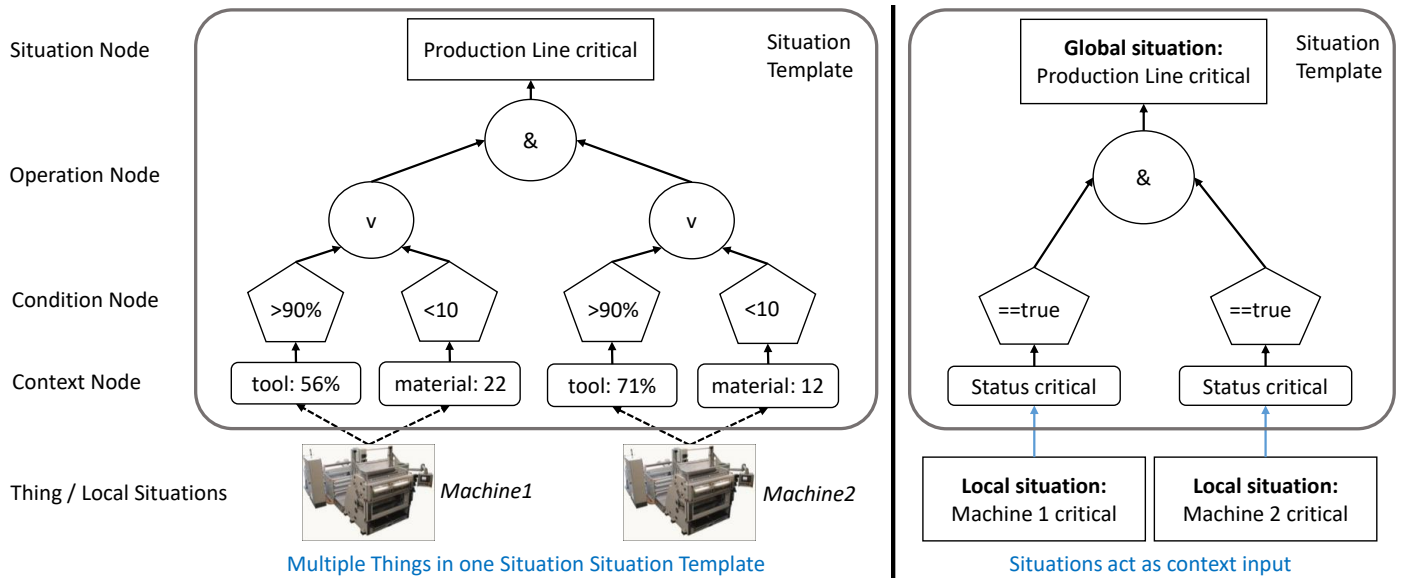 Situation Node
Production Line critical
Situation
Template
Global situation:
Production Line critical
Situation
Template
Operation Node
&
&
v
v
Condition Node
>90%
<10
>90%
<10
==true
==true
Context Node
tool: 56%
material: 22
tool: 71%
material: 12
Status critical
Status critical
Thing / Local Situations
Machine1
Machine2
Local situation:
Machine 1 critical
Local situation:
Machine 2 critical
Multiple Things in one Situation Situation Template
Situations act as context input